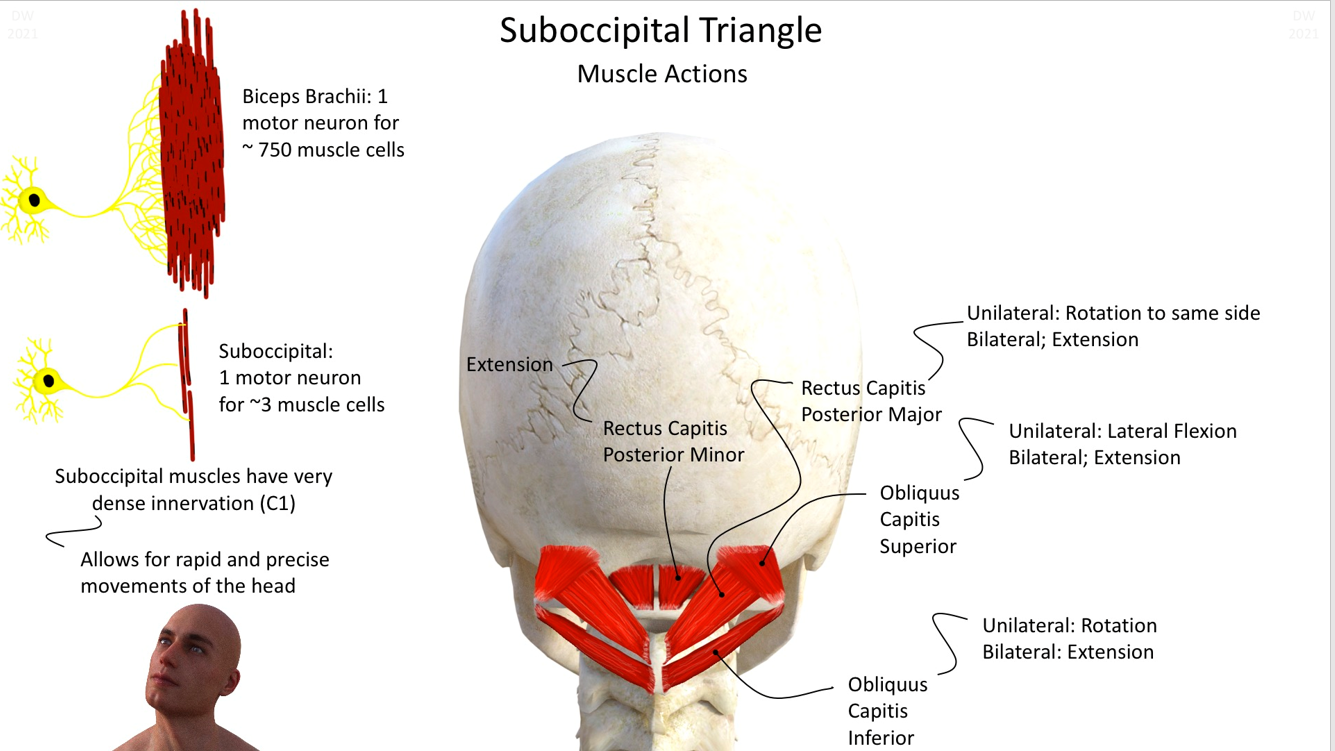 DW
2021
DW
2021
Suboccipital Triangle
Muscle Actions
Biceps Brachii: 1
motor neuron for
~ 750 muscle cells
Suboccipital:
1 motor neuron
for ~3 muscle cells
Suboccipital muscles have very
dense innervation (C1)
Allows for rapid and precise
movements of the head
Extension
Rectus Capitis
Posterior Minor
Unilateral: Rotation to same side
Bilateral; Extension
Rectus Capitis
Posterior Major
Unilateral: Lateral Flexion
Bilateral; Extension
Obliquus
Capitis
Superior
Unilateral: Rotation
Bilateral: Extension
Obliquus
Capitis
Inferior